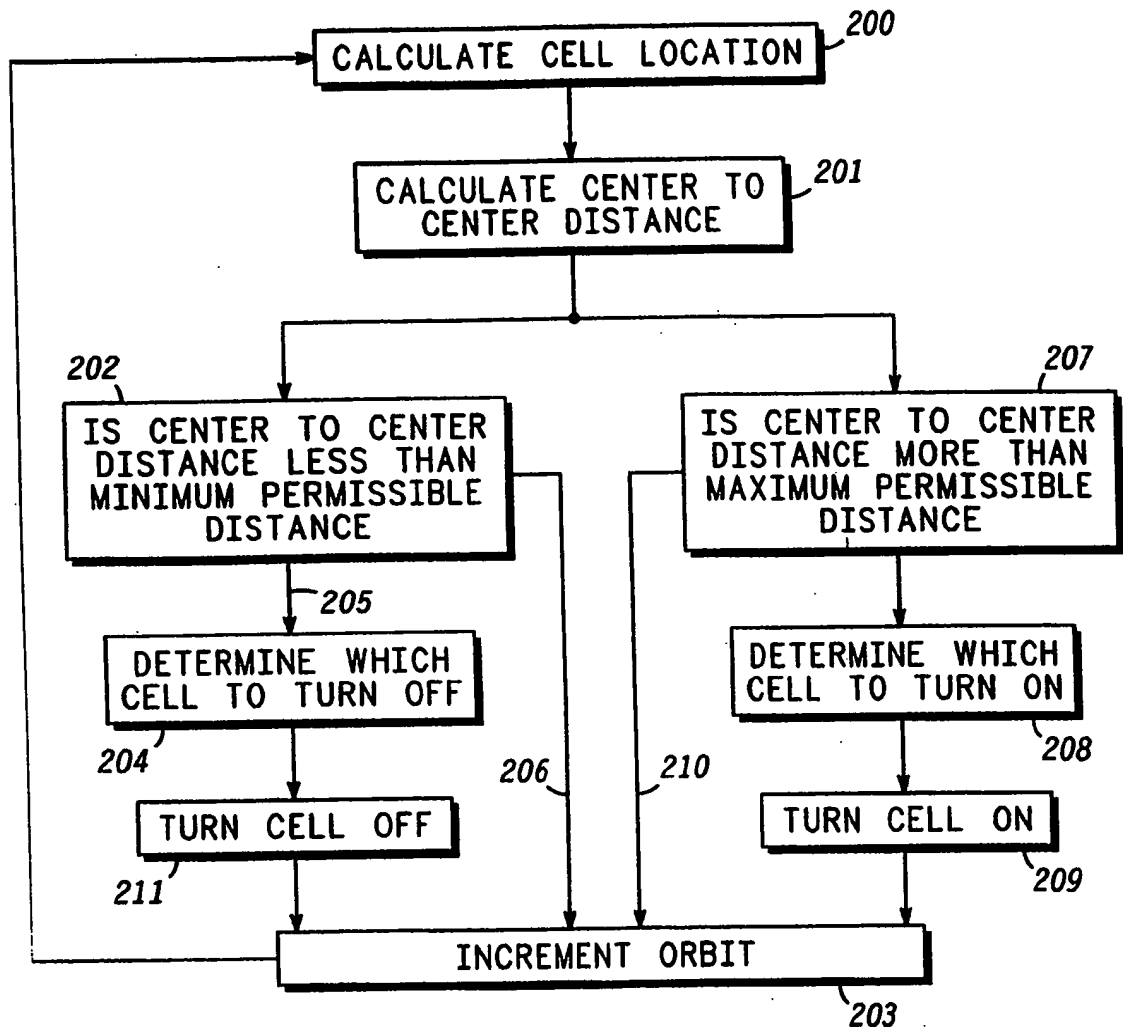 200
CALCULATE CELL LOCATION
201
CALCULATE CENTER TO
CENTER DISTANCE
202
IS CENTER TO CENTER
DISTANCE LESS THAN
MINIMUM PERMISSIBLE
DISTANCE
207
IS CENTER TO CENTER
DISTANCE MORE THAN
MAXIMUM PERMISSIBLE
DISTANCE
205
DETERMINE WHICH
CELL TO TURN OFF
204
DETERMINE WHICH
CELL TO TURN ON
208
206
210
TURN CELL OFF
211
TURN CELL ON
209
INCREMENT ORBIT
203